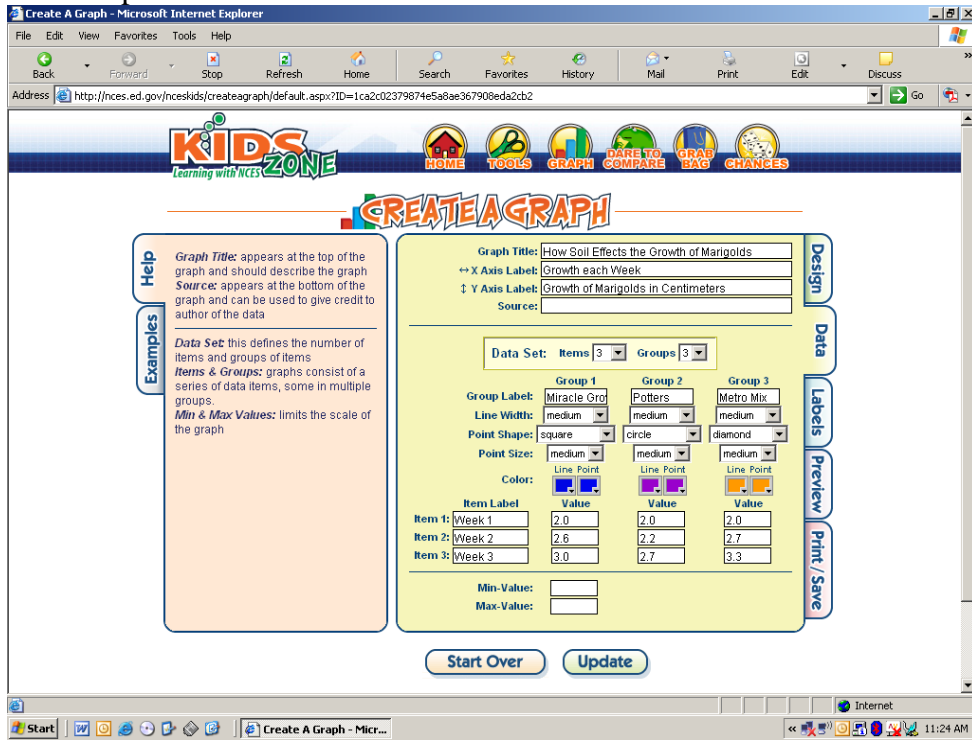 Create A Graph - Microsoft Internet Explorer
File Edit View Favorites Tools Help
Back Forward Stop Refresh Home Search Favorites History Mail Print Edit Discuss
Address http://nces.ed.gov/nceskids/createagraph/default.aspx?ID=1ca2c02379874e5a8ae367908eda2cb2 Go
KIDS ZONE
Learning with NCES
HOME TOOLS GRAPH DARE TO COMPARE GRAB BAG CHANCES
CREATE A GRAPH
Help
Examples
Graph Title: appears at the top of the
graph and should describe the graph
Source: appears at the bottom of the
graph and can be used to give credit to
author of the data
Data Set: this defines the number of
items and groups of items
Items & Groups: graphs consist of a
series of data items, some in multiple
groups.
Min & Max Values: limits the scale of
the graph
Graph Title: How Soil Effects the Growth of Marigolds
↔ X Axis Label: Growth each Week
↕ Y Axis Label: Growth of Marigolds in Centimeters
Source:
Data Set: Items 3 Groups 3
Group 1 Group 2 Group 3
Group Label: Miracle Gro Potters Metro Mix
Line Width: medium medium medium
Point Shape: square circle diamond
Point Size: medium medium medium
Line Point Line Point Line Point
Color:
Item Label Value Value Value
Item 1: Week 1 2.0 2.0 2.0
Item 2: Week 2 2.6 2.2 2.7
Item 3: Week 3 3.0 2.7 3.3
Min-Value:
Max-Value:
Design
Data
Labels
Preview
Print / Save
Start Over Update
Internet
Start Create A Graph - Micr... 11:24 AM